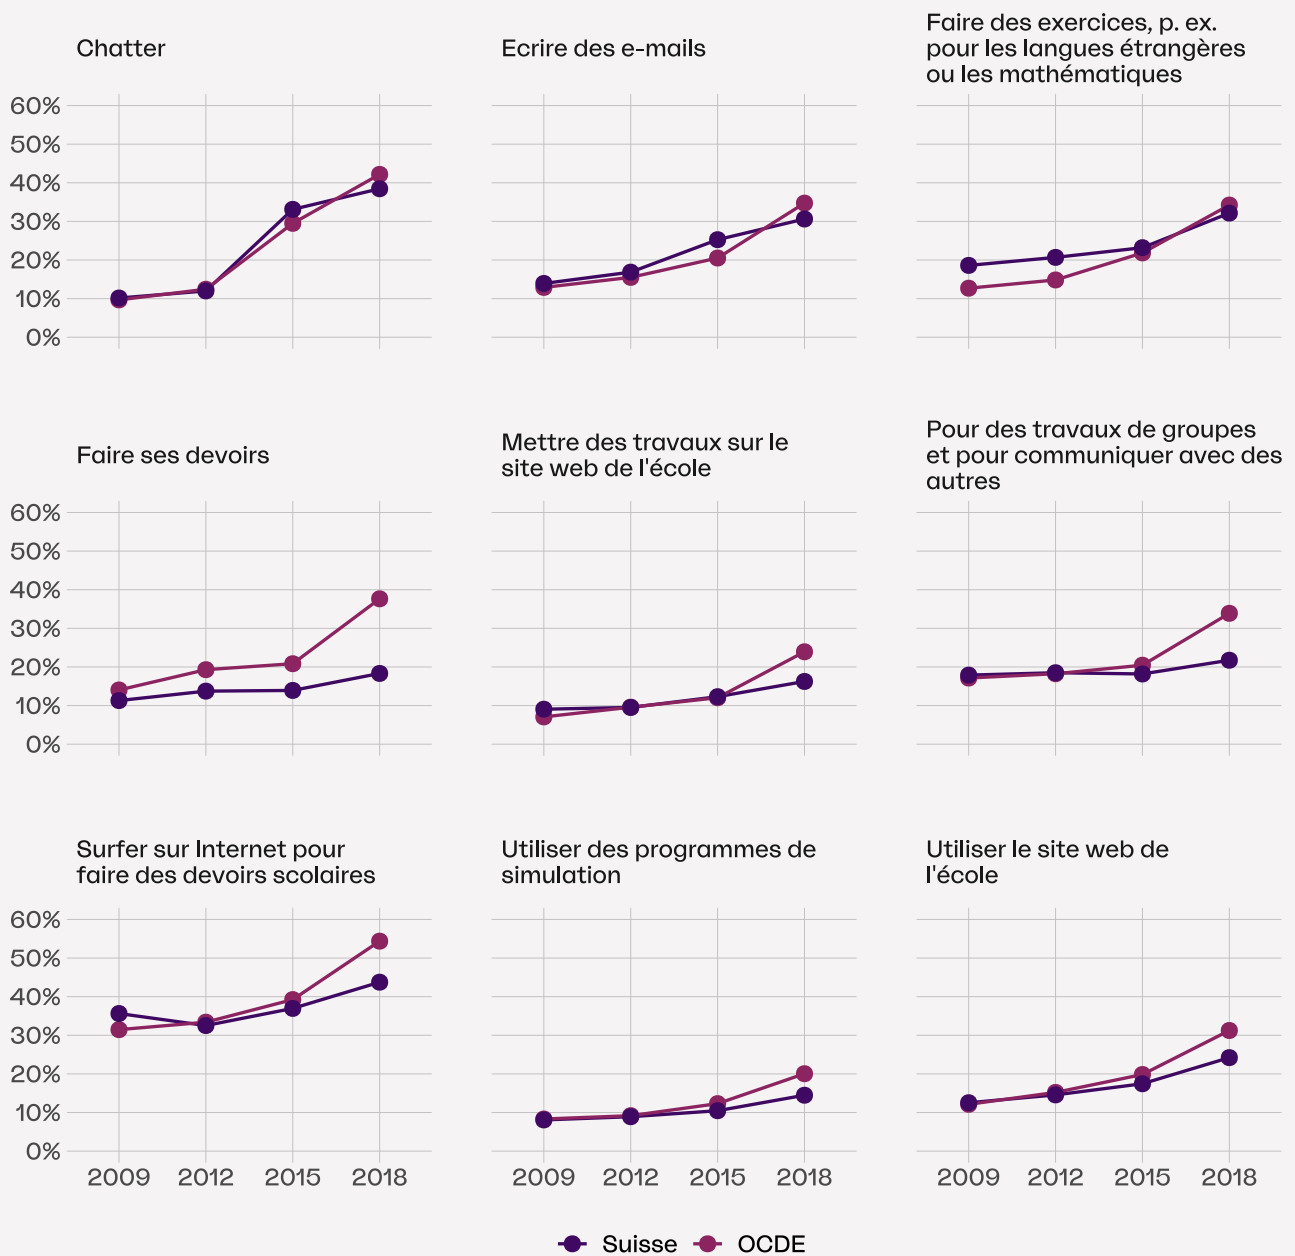 Chatter
Ecrire des e-mails
Faire des exercices, p. ex.
pour les langues étrangères
ou les mathématiques
60%
50%
40%
30%
20%
10%
0%
Faire ses devoirs
Mettre des travaux sur le
site web de l'école
Pour des travaux de groupes
et pour communiquer avec des
autres
60%
50%
40%
30%
20%
10%
0%
Surfer sur Internet pour
faire des devoirs scolaires
Utiliser des programmes de
simulation
Utiliser le site web de
l'école
60%
50%
40%
30%
20%
10%
0%
2009 2012 2015 2018
2009 2012 2015 2018
2009 2012 2015 2018
Suisse OCDE